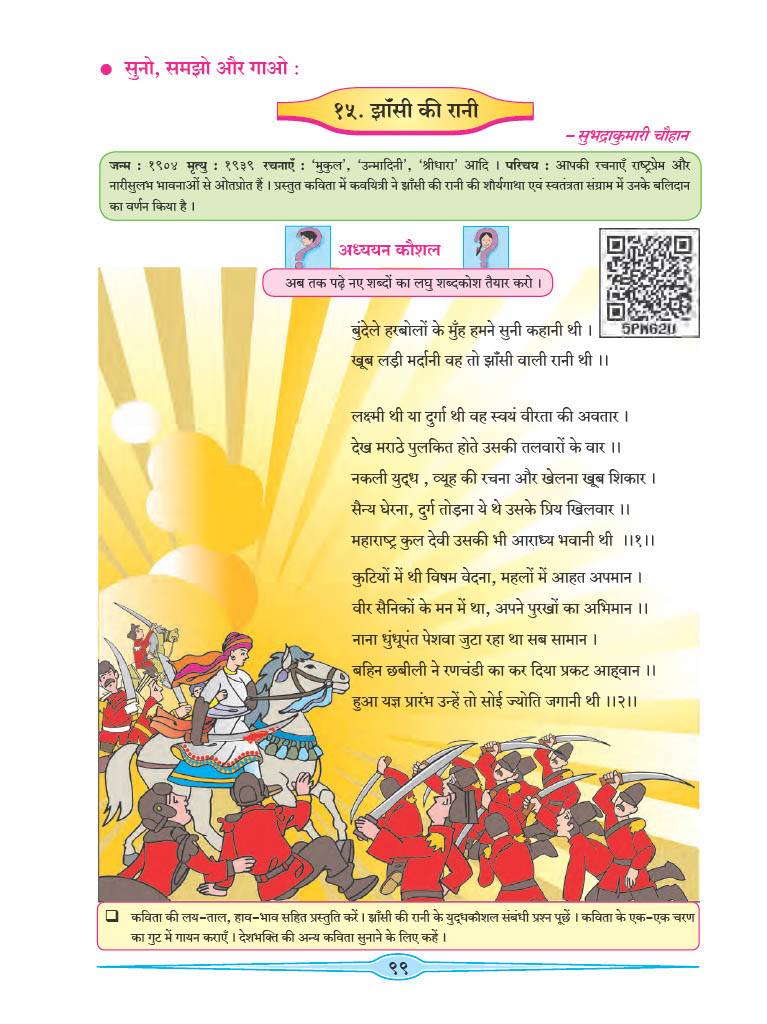 ● सुनो, समझो और गाओ :
१५. झाँसी की रानी
– सुभद्राकुमारी चौहान
जन्म : १९०४ मृत्यु : १९३९ रचनाएँ : ‘मुकुल’, ‘उन्मादिनी’, ‘श्रीधारा’ आदि । परिचय : आपकी रचनाएँ राष्ट्रप्रेम और
नारीसुलभ भावनाओं से ओतप्रोत हैं । प्रस्तुत कविता में कवयित्री ने झाँसी की रानी की शौर्यगाथा एवं स्वतंत्रता संग्राम में उनके बलिदान
का वर्णन किया है ।
अध्ययन कौशल
अब तक पढ़े नए शब्दों का लघु शब्दकोश तैयार करो ।
5PN62U
बुंदेले हरबोलों के मुँह हमने सुनी कहानी थी ।
खूब लड़ी मर्दानी वह तो झाँसी वाली रानी थी ।।
लक्ष्मी थी या दुर्गा थी वह स्वयं वीरता की अवतार ।
देख मराठे पुलकित होते उसकी तलवारों के वार ।।
नकली युद्ध , व्यूह की रचना और खेलना खूब शिकार ।
सैन्य घेरना, दुर्ग तोड़ना ये थे उसके प्रिय खिलवार ।।
महाराष्ट्र कुल देवी उसकी भी आराध्य भवानी थी ।।१।।
कुटियों में थी विषम वेदना, महलों में आहत अपमान ।
वीर सैनिकों के मन में था, अपने पुरखों का अभिमान ।।
नाना धुंधूपंत पेशवा जुटा रहा था सब सामान ।
बहिन छबीली ने रणचंडी का कर दिया प्रकट आह्वान ।।
हुआ यज्ञ प्रारंभ उन्हें तो सोई ज्योति जगानी थी ।।२।।
❑ कविता की लय-ताल, हाव-भाव सहित प्रस्तुति करें । झाँसी की रानी के युद्धकौशल संबंधी प्रश्न पूछें । कविता के एक-एक चरण
का गुट में गायन कराएँ । देशभक्ति की अन्य कविता सुनाने के लिए कहें ।
९९